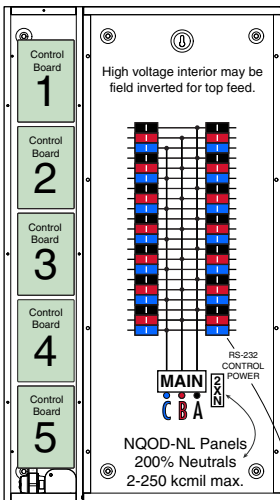 Control
Board
1
Control
Board
2
Control
Board
3
Control
Board
4
Control
Board
5
High voltage interior may be
field inverted for top feed.
RS-232
CONTROL
POWER
MAIN
2XN
C B A
NQOD-NL Panels
200% Neutrals
2-250 kcmil max.